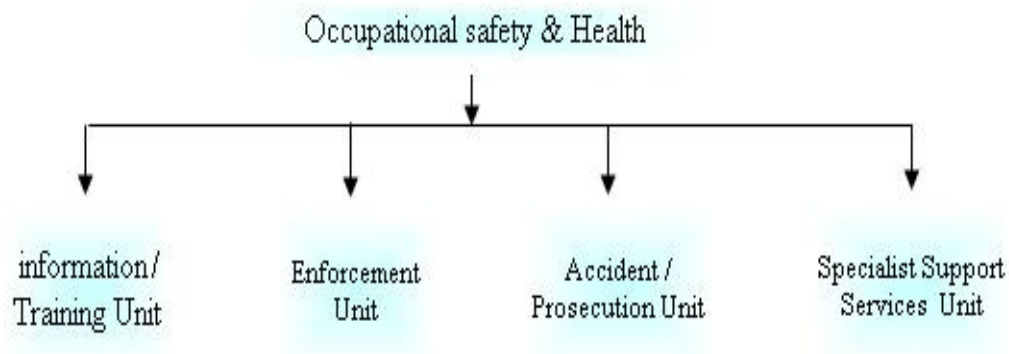 Occupational safety & Health
information /
Training Unit
Enforcement
Unit
Accident /
Prosecution Unit
Specialist Support
Services Unit